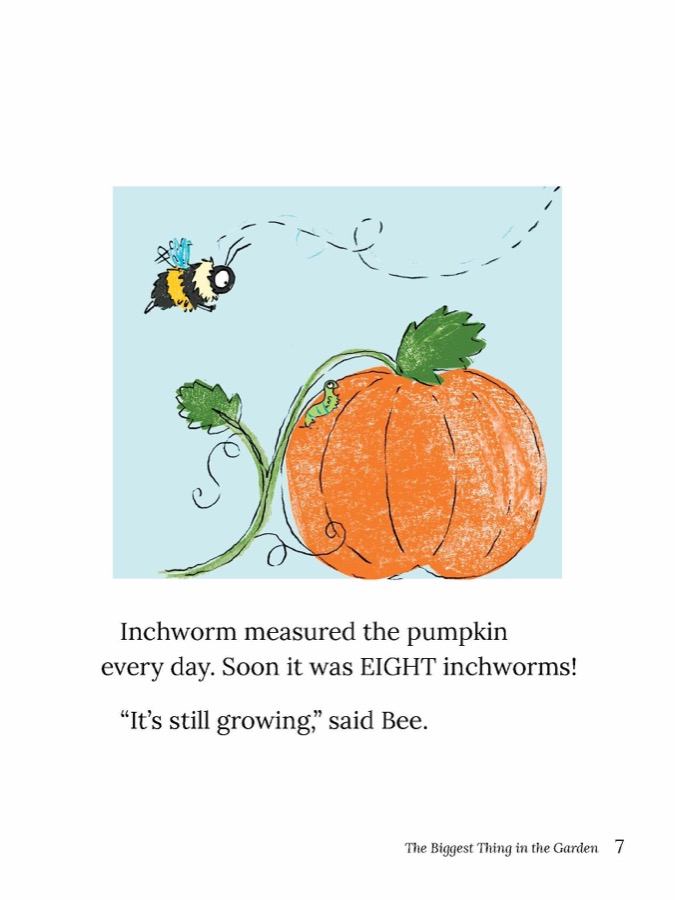 Inchworm measured the pumpkin
every day. Soon it was EIGHT inchworms!
“It’s still growing,” said Bee.
The Biggest Thing in the Garden 7